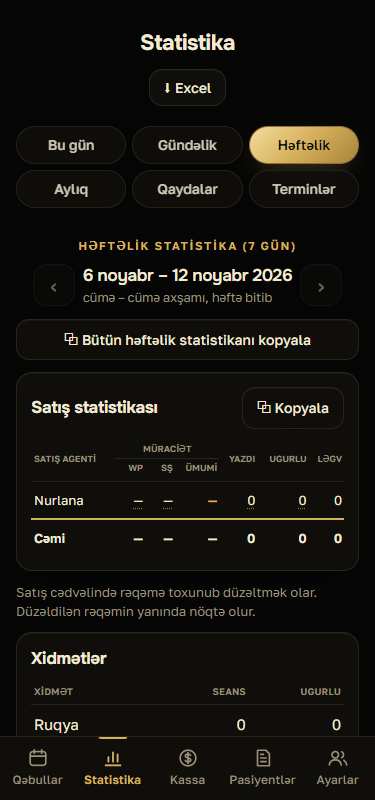 Statistika
⭳ Excel
Bu gün
Gündəlik
Həftəlik
Aylıq
Qaydalar
Terminlər
HƏFTƏLİK STATİSTİKA (7 GÜN)
‹
6 noyabr – 12 noyabr 2026
cümə – cümə axşamı, həftə bitib
›
Bütün həftəlik statistikanı kopyala
Satış statistikası
Kopyala
SATIŞ AGENTİ MÜRACİƏT YAZDI UGURLU LƏGV
WP SŞ ÜMUMİ
Nurlana — — — 0 0 0
Cəmi — — — 0 0 0
Satış cədvəlində rəqəmə toxunub düzəltmək olar.
Düzəldilən rəqəmin yanında nöqtə olur.
Xidmətlər
XİDMƏT SEANS UGURLU
Ruqya 0 0
Qəbullar Statistika Kassa Pasiyentlər Ayarlar